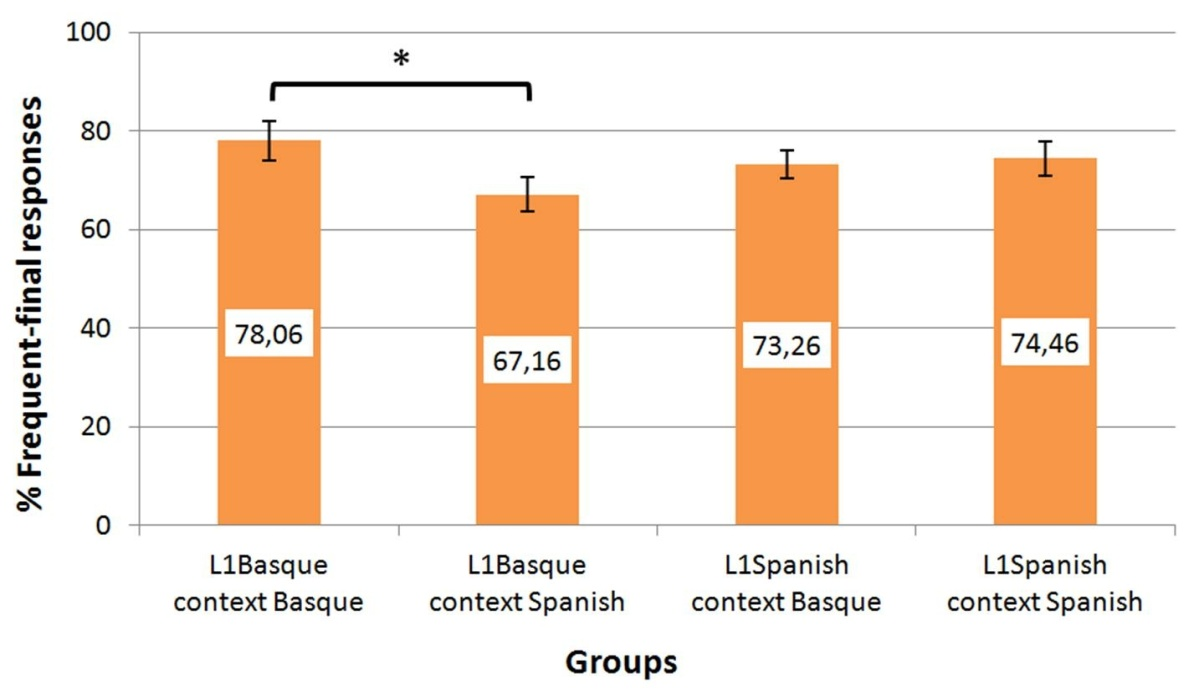 % Frequent-final responses
100
80
60
40
20
0
*
78,06
67,16
73,26
74,46
L1Basque
context Basque
L1Basque
context Spanish
L1Spanish
context Basque
L1Spanish
context Spanish
Groups